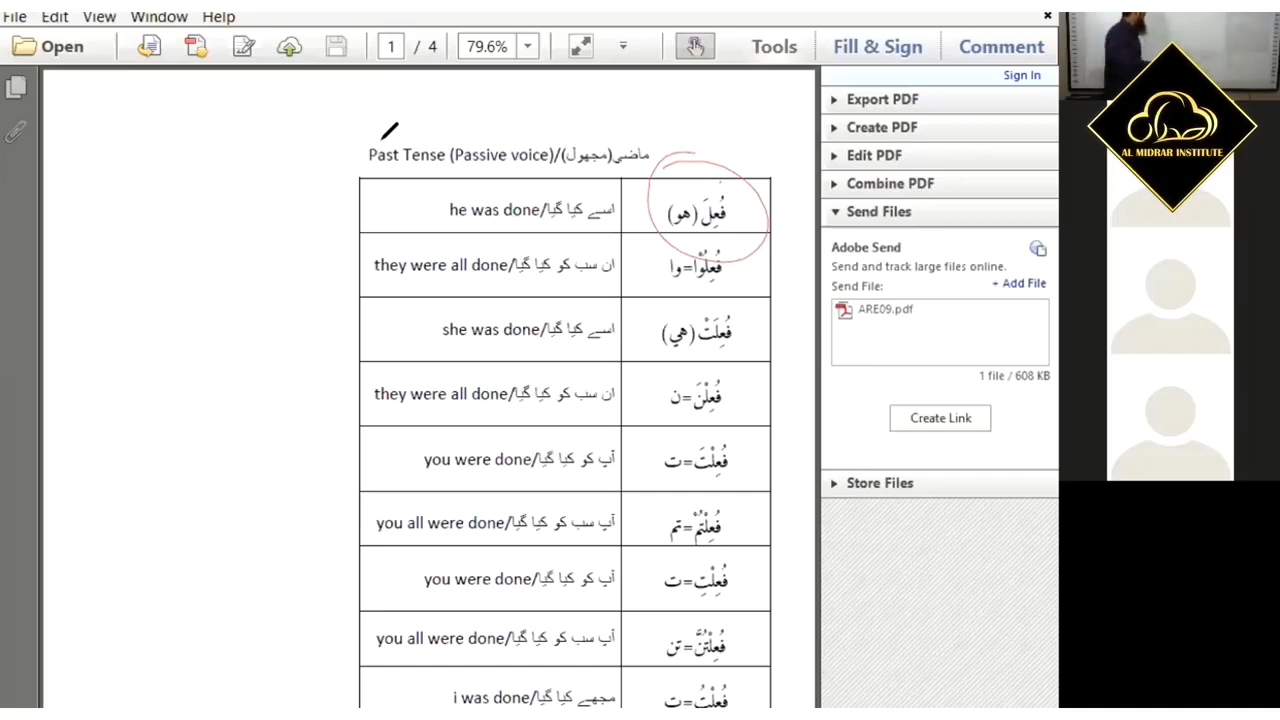 File Edit View Window Help
Open 1 / 4 79.6% Tools Fill & Sign Comment
Sign In
Export PDF
Create PDF
Edit PDF
Combine PDF
Send Files
Adobe Send
Send and track large files online.
Send File:
+ Add File
ARE09.pdf
1 file / 608 KB
Create Link
Store Files
AL MIDRAR INSTITUTE
Past Tense (Passive voice)/ماضي(مجهول)
he was done/اسے کیا گیا فُعِلَ (هو)
they were all done/ان سب کو کیا گیا فُعِلُوْا=وا
she was done/اسے کیا گیا فُعِلَتْ (هي)
they were all done/ان سب کو کیا گیا فُعِلْنَ=ن
you were done/آپ کو کیا گیا فُعِلْتَ=ت
you all were done/آپ سب کو کیا گیا فُعِلْتُمْ=تم
you were done/آپ کو کیا گیا فُعِلْتِ=ت
you all were done/آپ سب کو کیا گیا فُعِلْتُنَّ=تن
i was done/مجھے کیا گیا فُعِلْتُ=ت